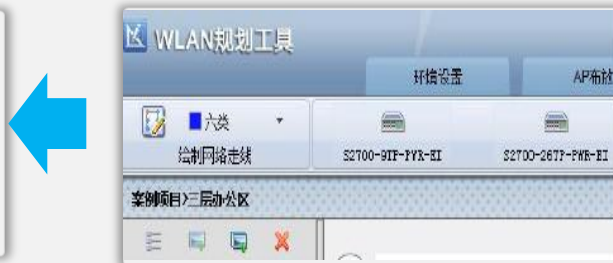 WLAN规划工具
环境设置 AP布放
六类
绘制网络走线 S2700-9TP-PWR-EI S2700-26TP-PWR-EI
案例项目>三层办公区